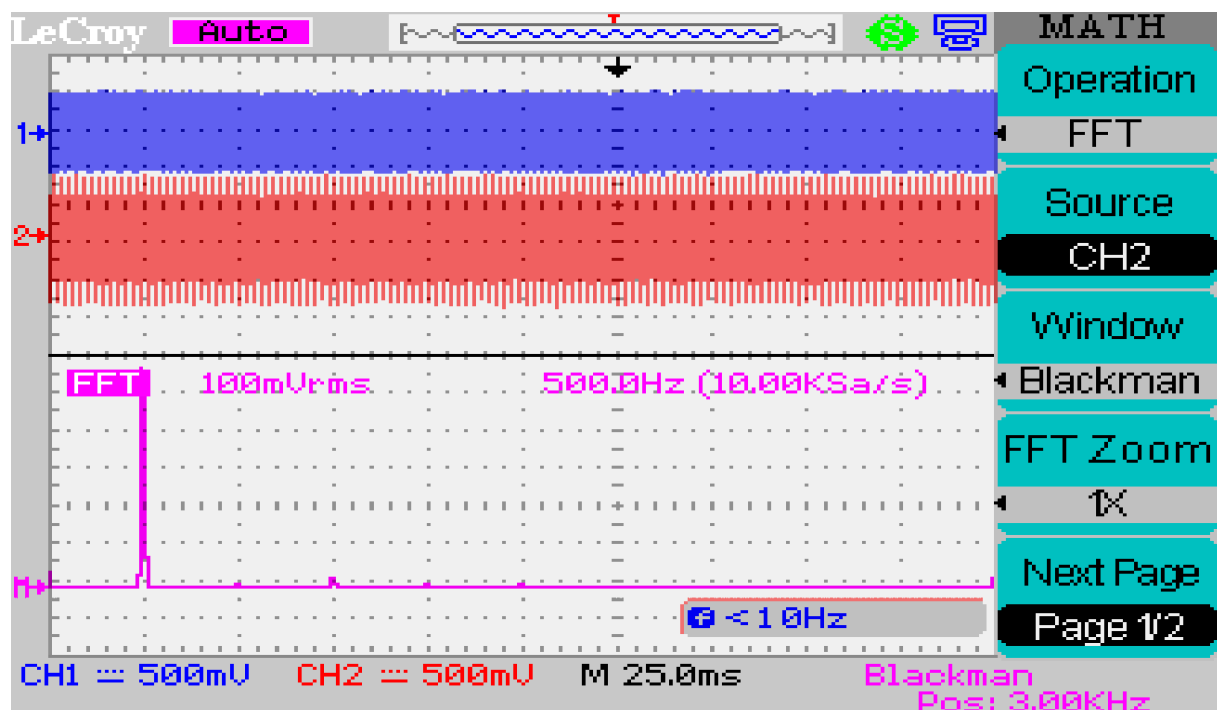 LeCroy Auto T S MATH
Operation
FFT
1
Source
CH2
2
Window
Blackman
FFT 100mVrms 500.0Hz (10.00KSa/s)
FFT Zoom
1X
Next Page
M
f <10Hz
Page 1/2
CH1 500mV CH2 500mV M 25.0ms Blackman
Pos: 3.00KHz